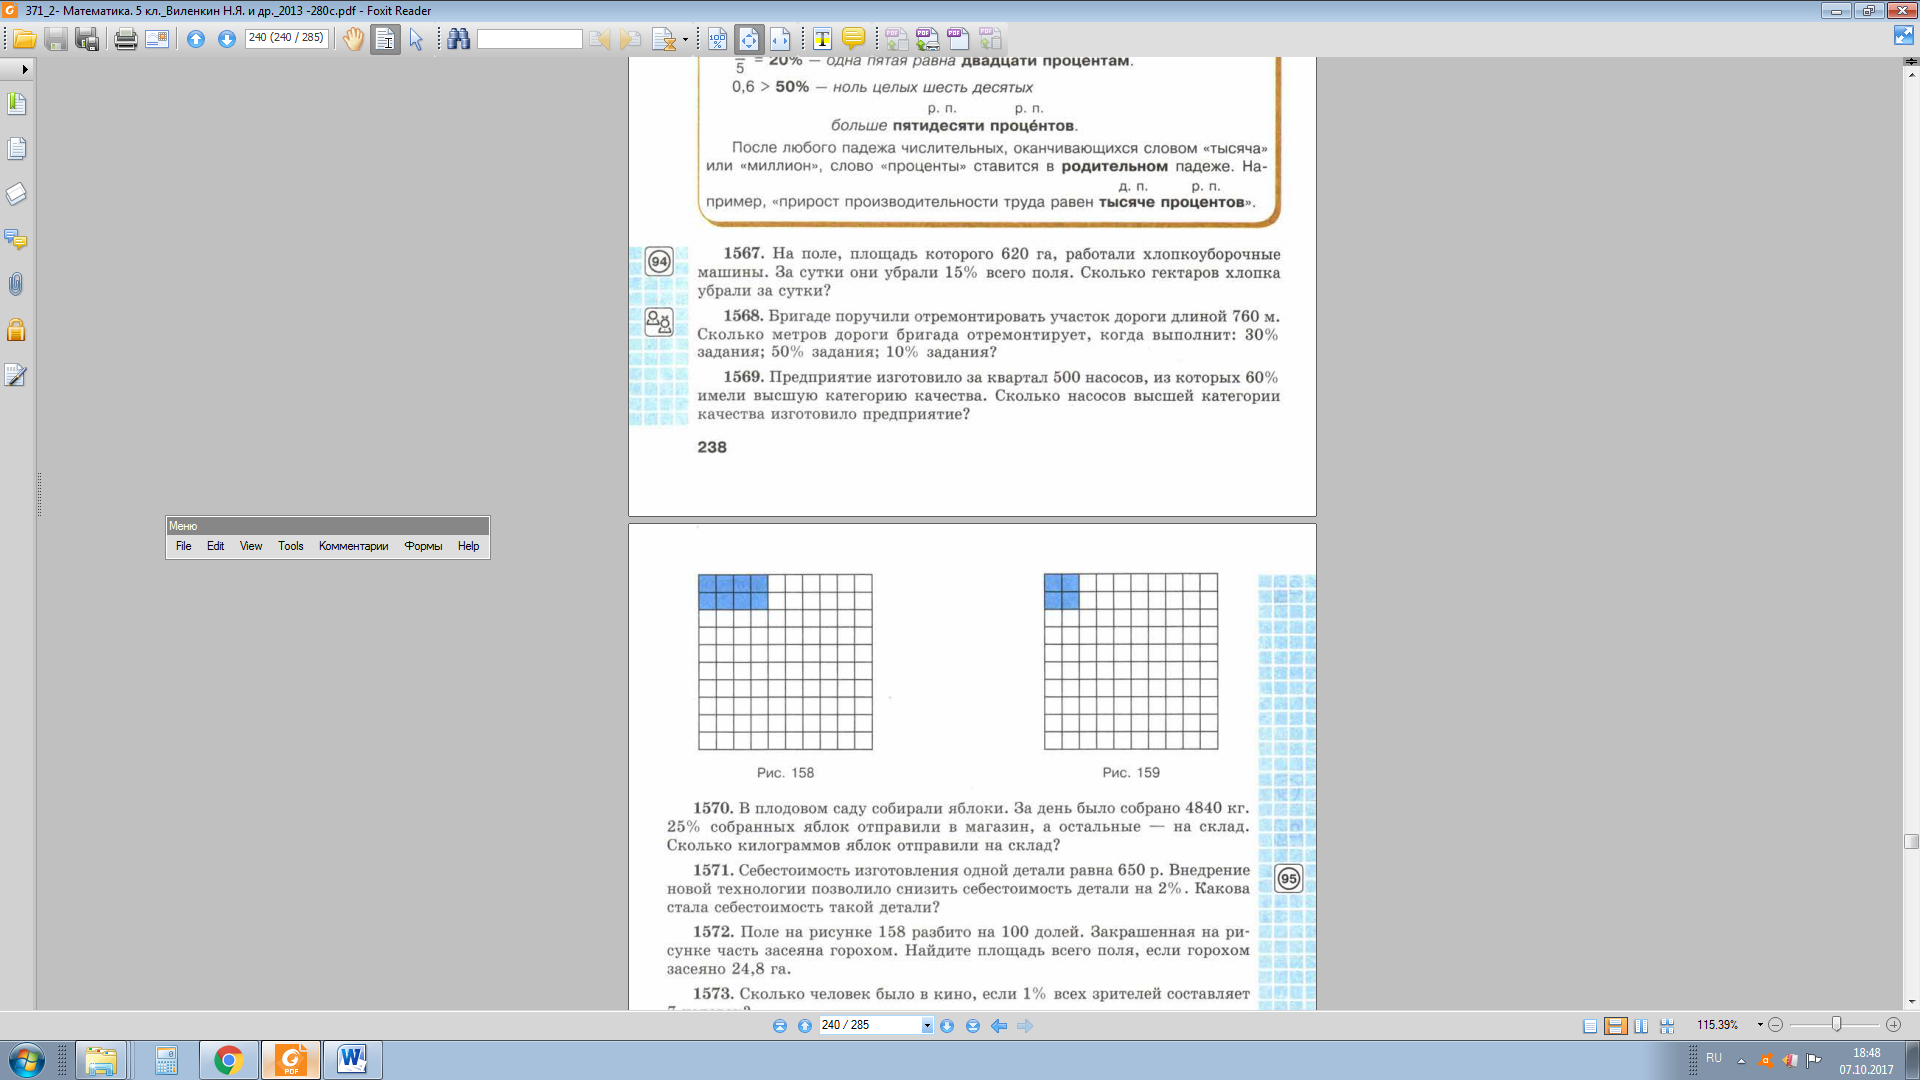 371_2- Математика. 5 кл._Виленкин Н.Я. и др._2013 -280с.pdf - Foxit Reader
240 (240 / 285)
5 = 20% — одна пятая равна двадцати процентам.
0,6 > 50% — ноль целых шесть десятых
р. п. р. п.
больше пятидесяти проце́нтов.
После любого падежа числительных, оканчивающихся словом «тысяча»
или «миллион», слово «проценты» ставится в родительном падеже. На-
д. п. р. п.
пример, «прирост производительности труда равен тысяче процентов».
94
1567. На поле, площадь которого 620 га, работали хлопкоуборочные
машины. За сутки они убрали 15% всего поля. Сколько гектаров хлопка
убрали за сутки?
1568. Бригаде поручили отремонтировать участок дороги длиной 760 м.
Сколько метров дороги бригада отремонтирует, когда выполнит: 30%
задания; 50% задания; 10% задания?
1569. Предприятие изготовило за квартал 500 насосов, из которых 60%
имели высшую категорию качества. Сколько насосов высшей категории
качества изготовило предприятие?
238
Меню
File Edit View Tools Комментарии Формы Help
Рис. 158 Рис. 159
1570. В плодовом саду собирали яблоки. За день было собрано 4840 кг.
25% собранных яблок отправили в магазин, а остальные — на склад.
Сколько килограммов яблок отправили на склад?
1571. Себестоимость изготовления одной детали равна 650 р. Внедрение
новой технологии позволило снизить себестоимость детали на 2%. Какова
стала себестоимость такой детали?
95
1572. Поле на рисунке 158 разбито на 100 долей. Закрашенная на ри-
сунке часть засеяна горохом. Найдите площадь всего поля, если горохом
засеяно 24,8 га.
1573. Сколько человек было в кино, если 1% всех зрителей составляет
240 / 285
115.39%
RU
18:48
07.10.2017